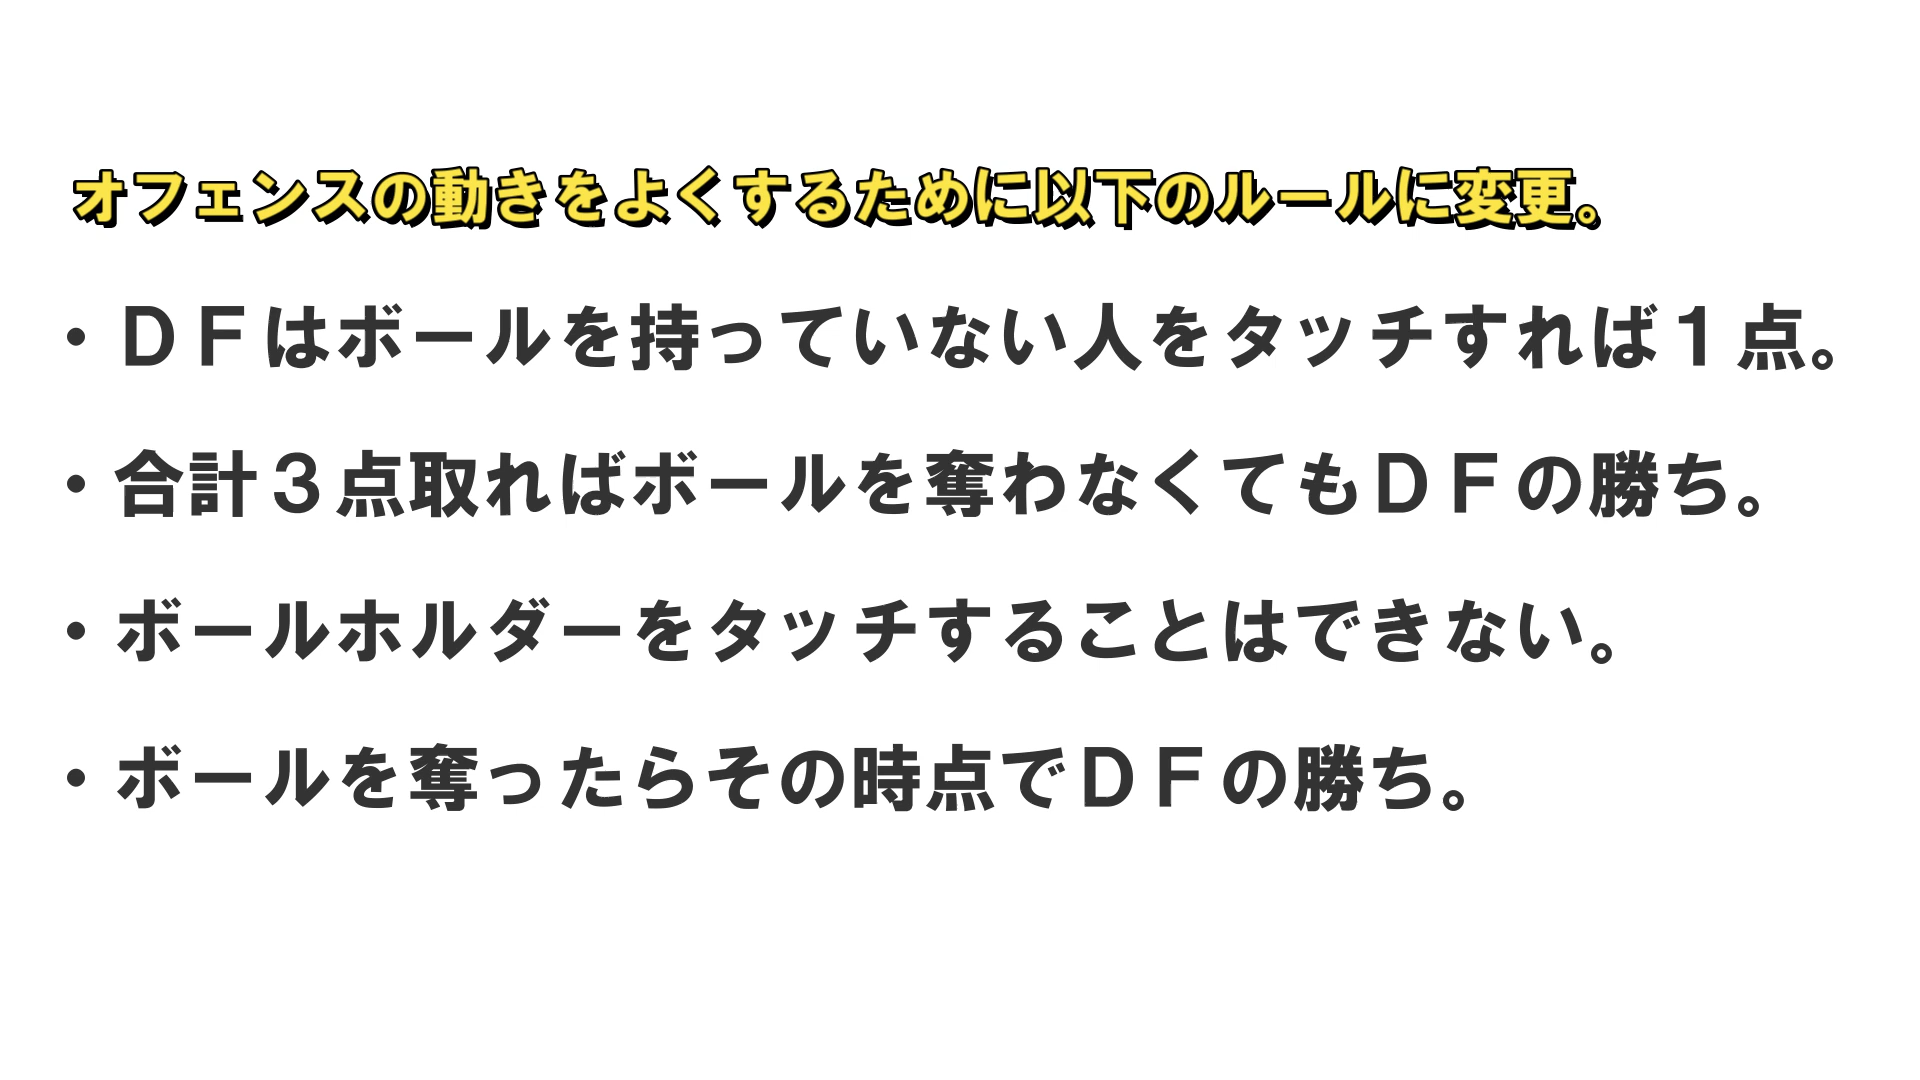 オフェンスの動きをよくするために以下のルールに変更。
・ＤＦはボールを持っていない人をタッチすれば１点。
・合計３点取ればボールを奪わなくてもＤＦの勝ち。
・ボールホルダーをタッチすることはできない。
・ボールを奪ったらその時点でＤＦの勝ち。